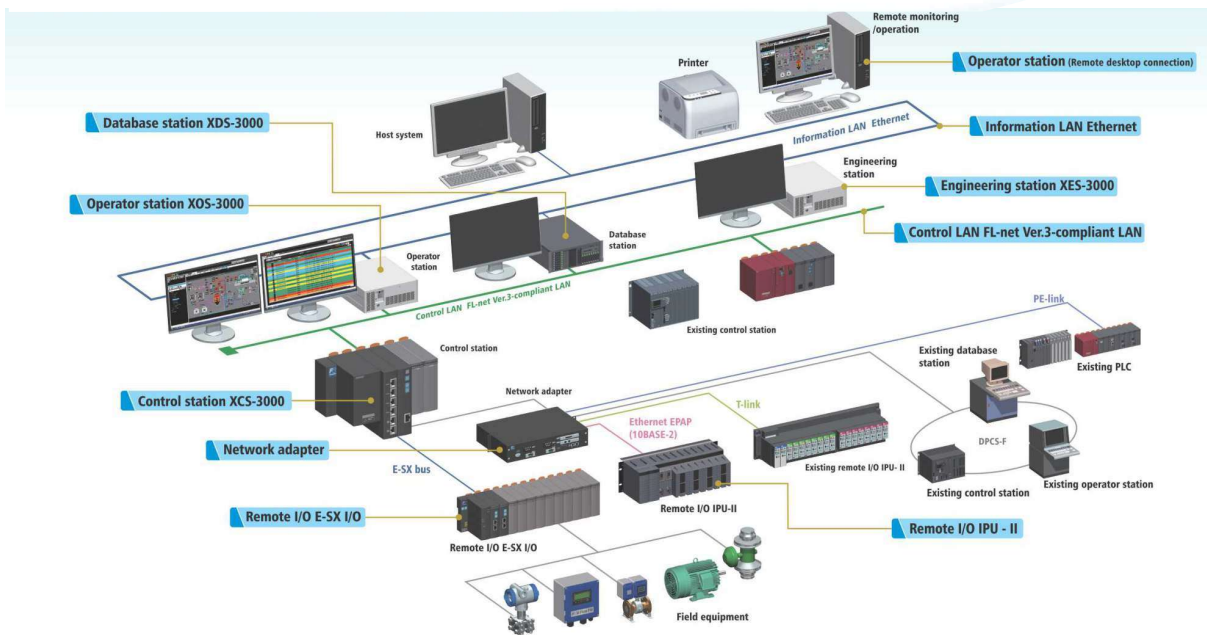 Remote monitoring
/operation
Operator station (Remote desktop connection)
Printer
Database station XDS-3000
Host system
Information LAN Ethernet
Information LAN Ethernet
Engineering
station
Engineering station XES-3000
Operator station XOS-3000
Database
station
Control LAN FL-net Ver.3-compliant LAN
Operator
station
Control LAN FL-net Ver.3-compliant LAN
Existing control station
PE-link
Control station
Existing database
station
Existing PLC
Network adapter
Control station XCS-3000
T-link
Ethernet EPAP
(10BASE-2)
DPCS-F
Network adapter
E-SX bus
Existing remote I/O IPU- II
Existing control station
Existing operator station
Remote I/O IPU-II
Remote I/O E-SX I/O
Remote I/O IPU - II
Remote I/O E-SX I/O
Field equipment